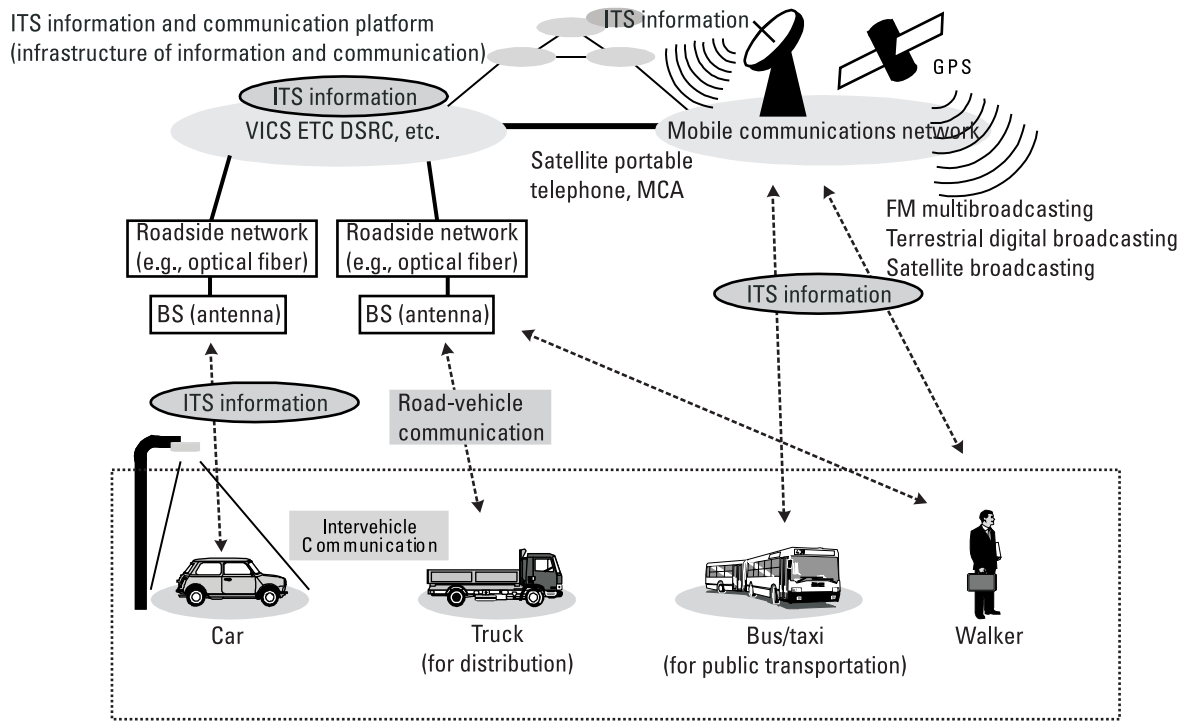 ITS information and communication platform
(infrastructure of information and communication)
ITS information
GPS
ITS information
VICS ETC DSRC, etc.
Mobile communications network
Satellite portable
telephone, MCA
FM multibroadcasting
Terrestrial digital broadcasting
Satellite broadcasting
Roadside network
(e.g., optical fiber)
Roadside network
(e.g., optical fiber)
BS (antenna)
BS (antenna)
ITS information
ITS information
Road-vehicle
communication
Intervehicle
Communication
Car
Truck
(for distribution)
Bus/taxi
(for public transportation)
Walker